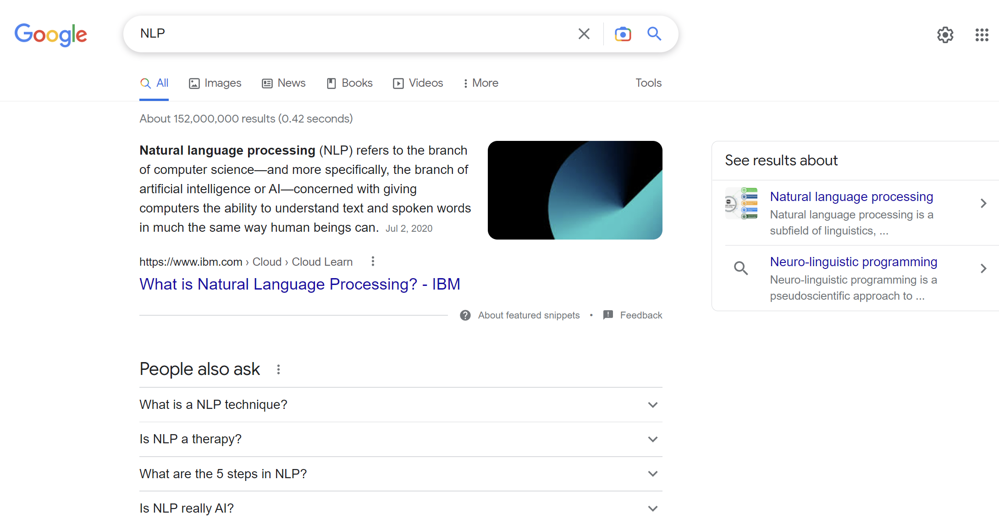 Google
NLP
All Images News Books Videos More Tools
About 152,000,000 results (0.42 seconds)
Natural language processing (NLP) refers to the branch
of computer science—and more specifically, the branch of
artificial intelligence or AI—concerned with giving
computers the ability to understand text and spoken words
in much the same way human beings can. Jul 2, 2020
https://www.ibm.com › Cloud › Cloud Learn
What is Natural Language Processing? - IBM
About featured snippets • Feedback
People also ask
What is a NLP technique?
Is NLP a therapy?
What are the 5 steps in NLP?
Is NLP really AI?
See results about
Natural language processing
Natural language processing is a
subfield of linguistics, ...
Neuro-linguistic programming
Neuro-linguistic programming is a
pseudoscientific approach to ...